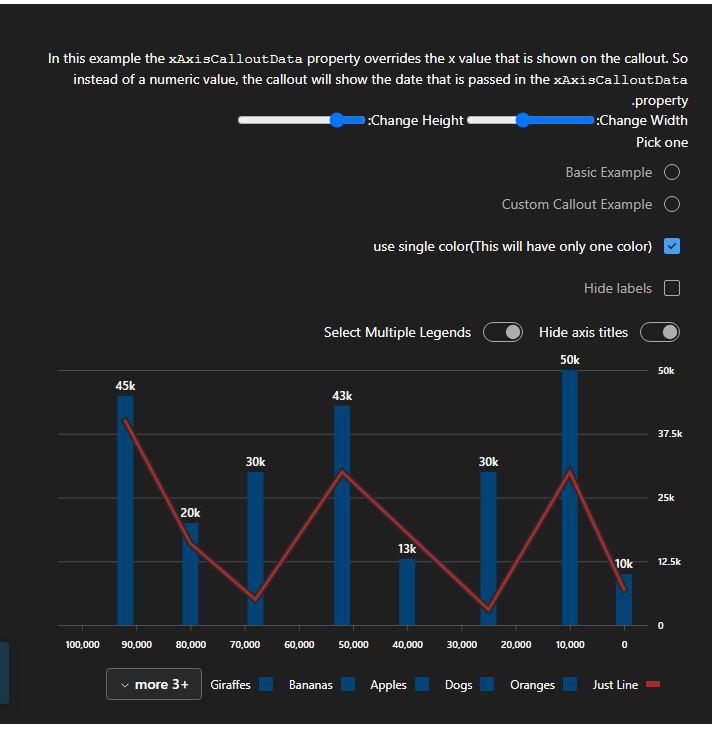 In this example the xAxisCalloutData property overrides the x value that is shown on the callout. So
instead of a numeric value, the callout will show the date that is passed in the xAxisCalloutData
.property
:Change Height :Change Width
Pick one
Basic Example
Custom Callout Example
use single color(This will have only one color)
Hide labels
Select Multiple Legends Hide axis titles
50k
50k
45k
43k
37.5k
30k
30k
25k
20k
13k
12.5k
10k
0
100,000 90,000 80,000 70,000 60,000 50,000 40,000 30,000 20,000 10,000 0
more 3+ Giraffes Bananas Apples Dogs Oranges Just Line